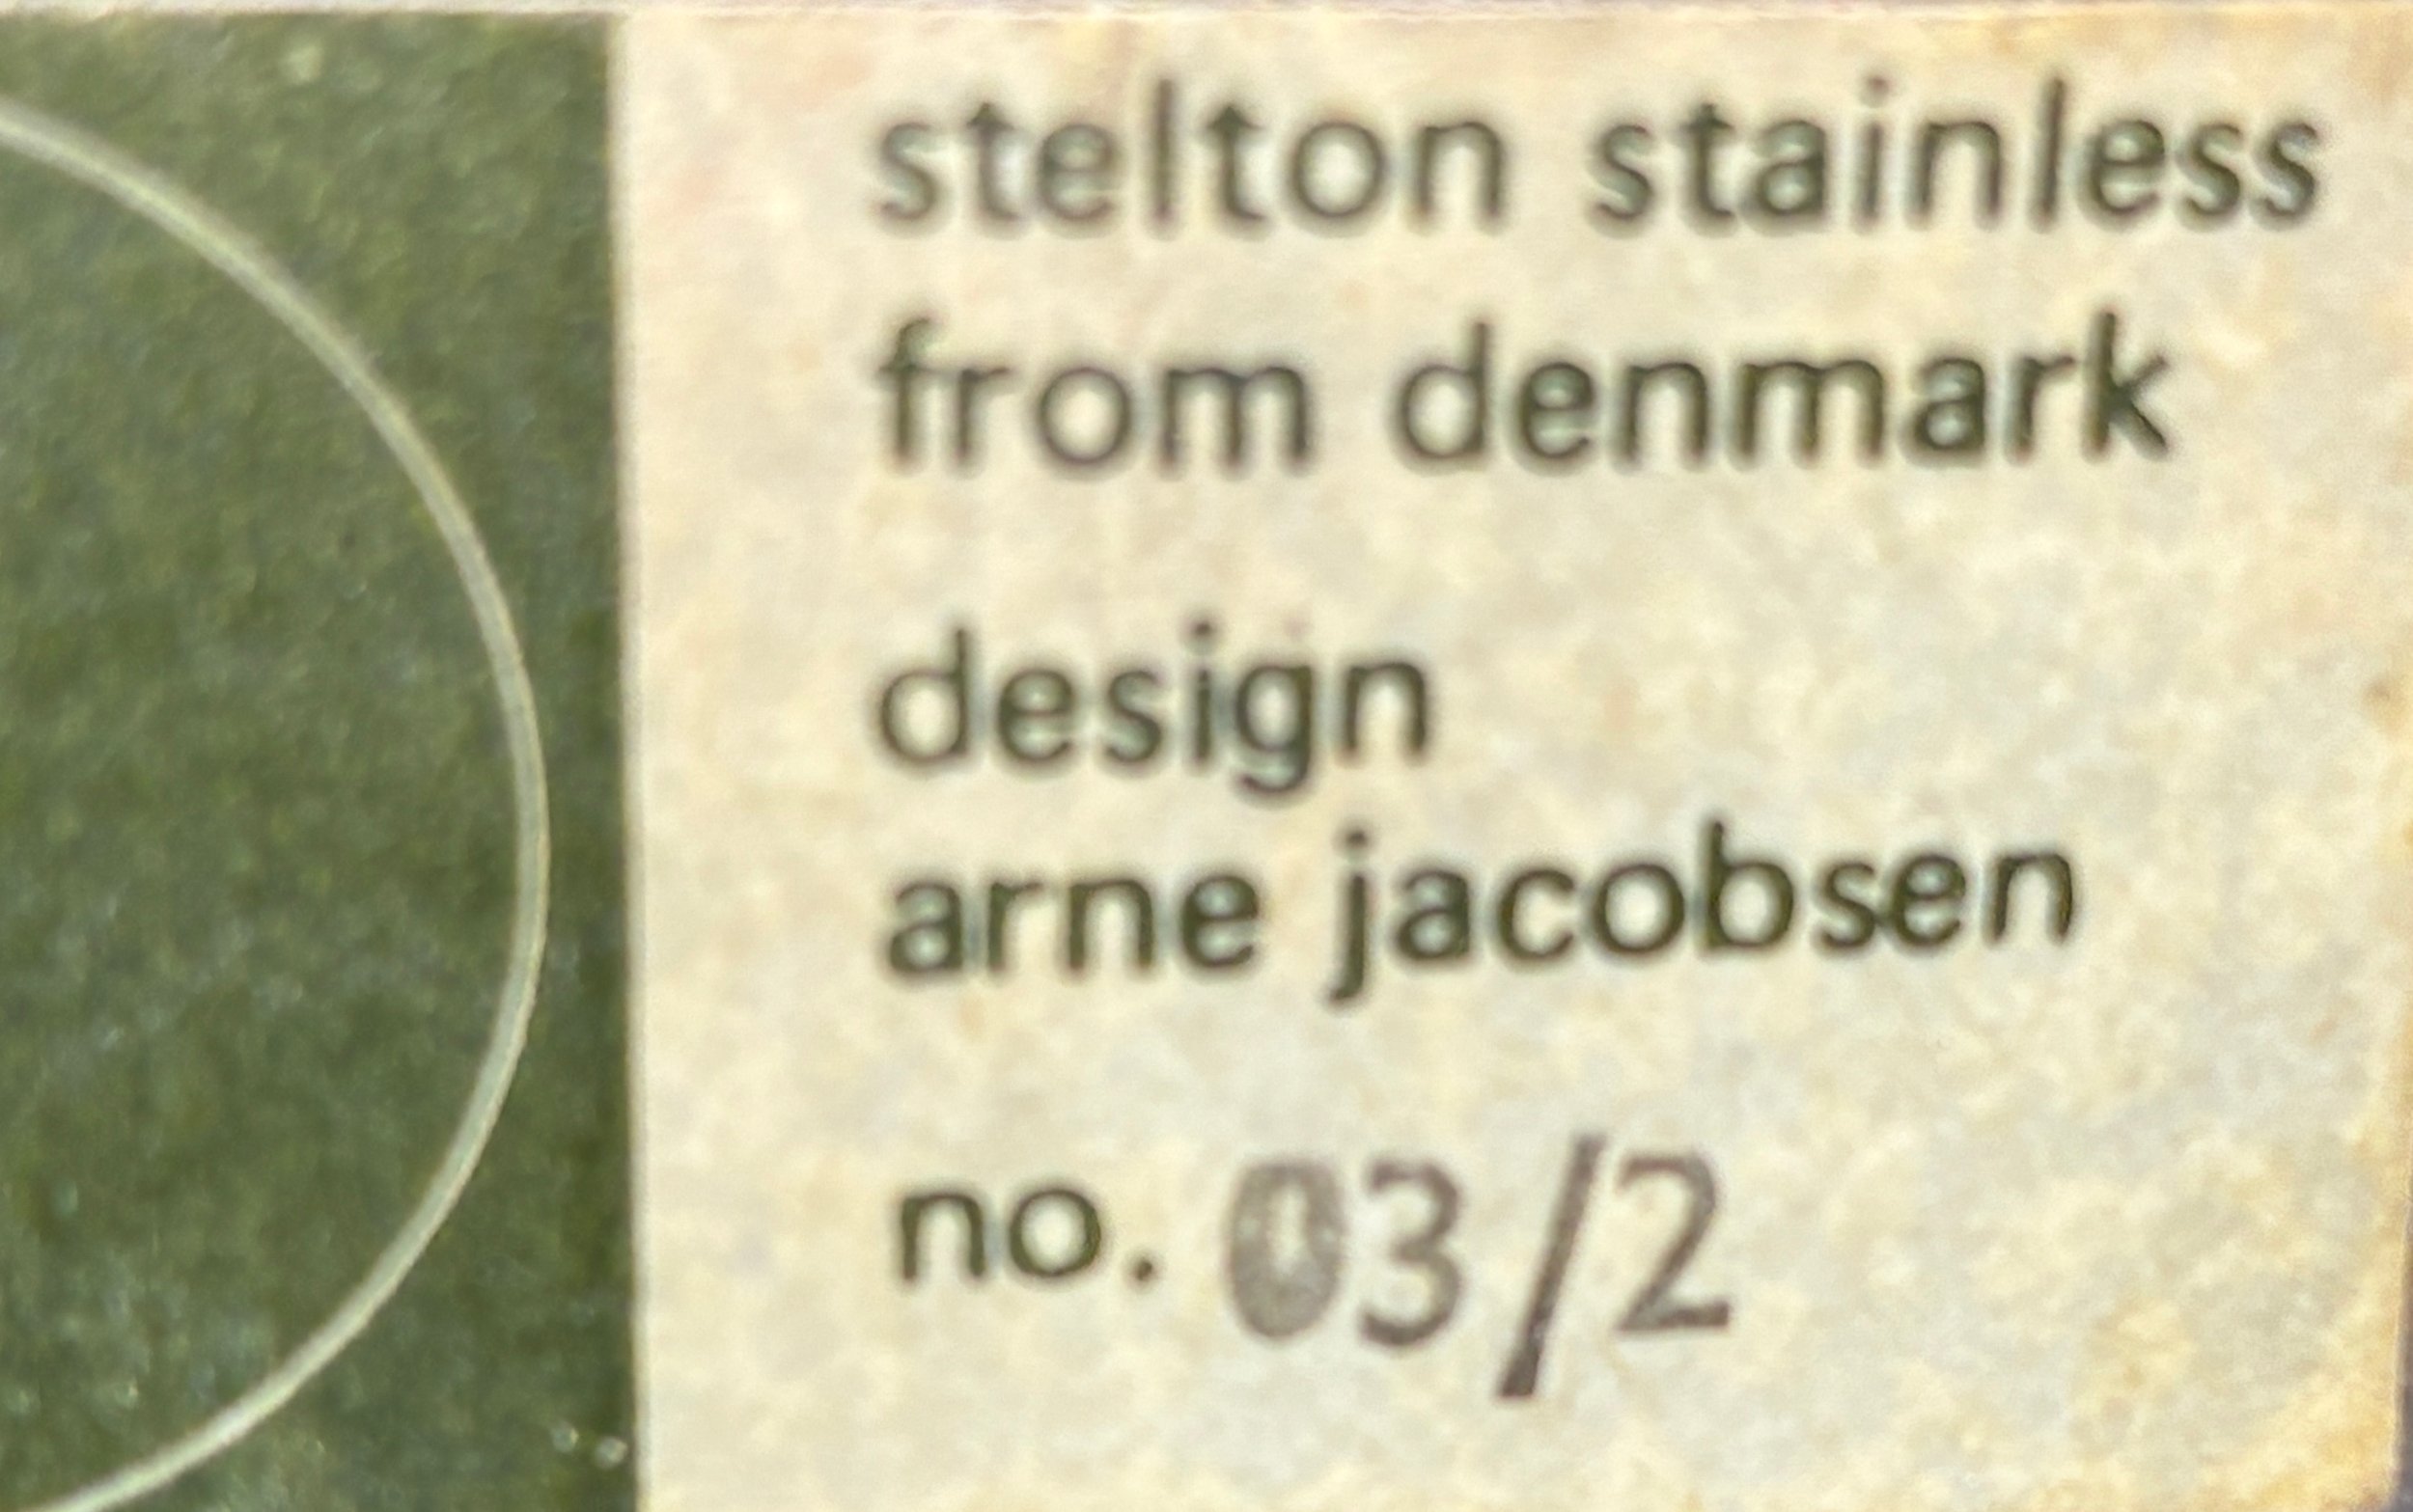 stelton stainless
from denmark
design
arne jacobsen
no. 03/2